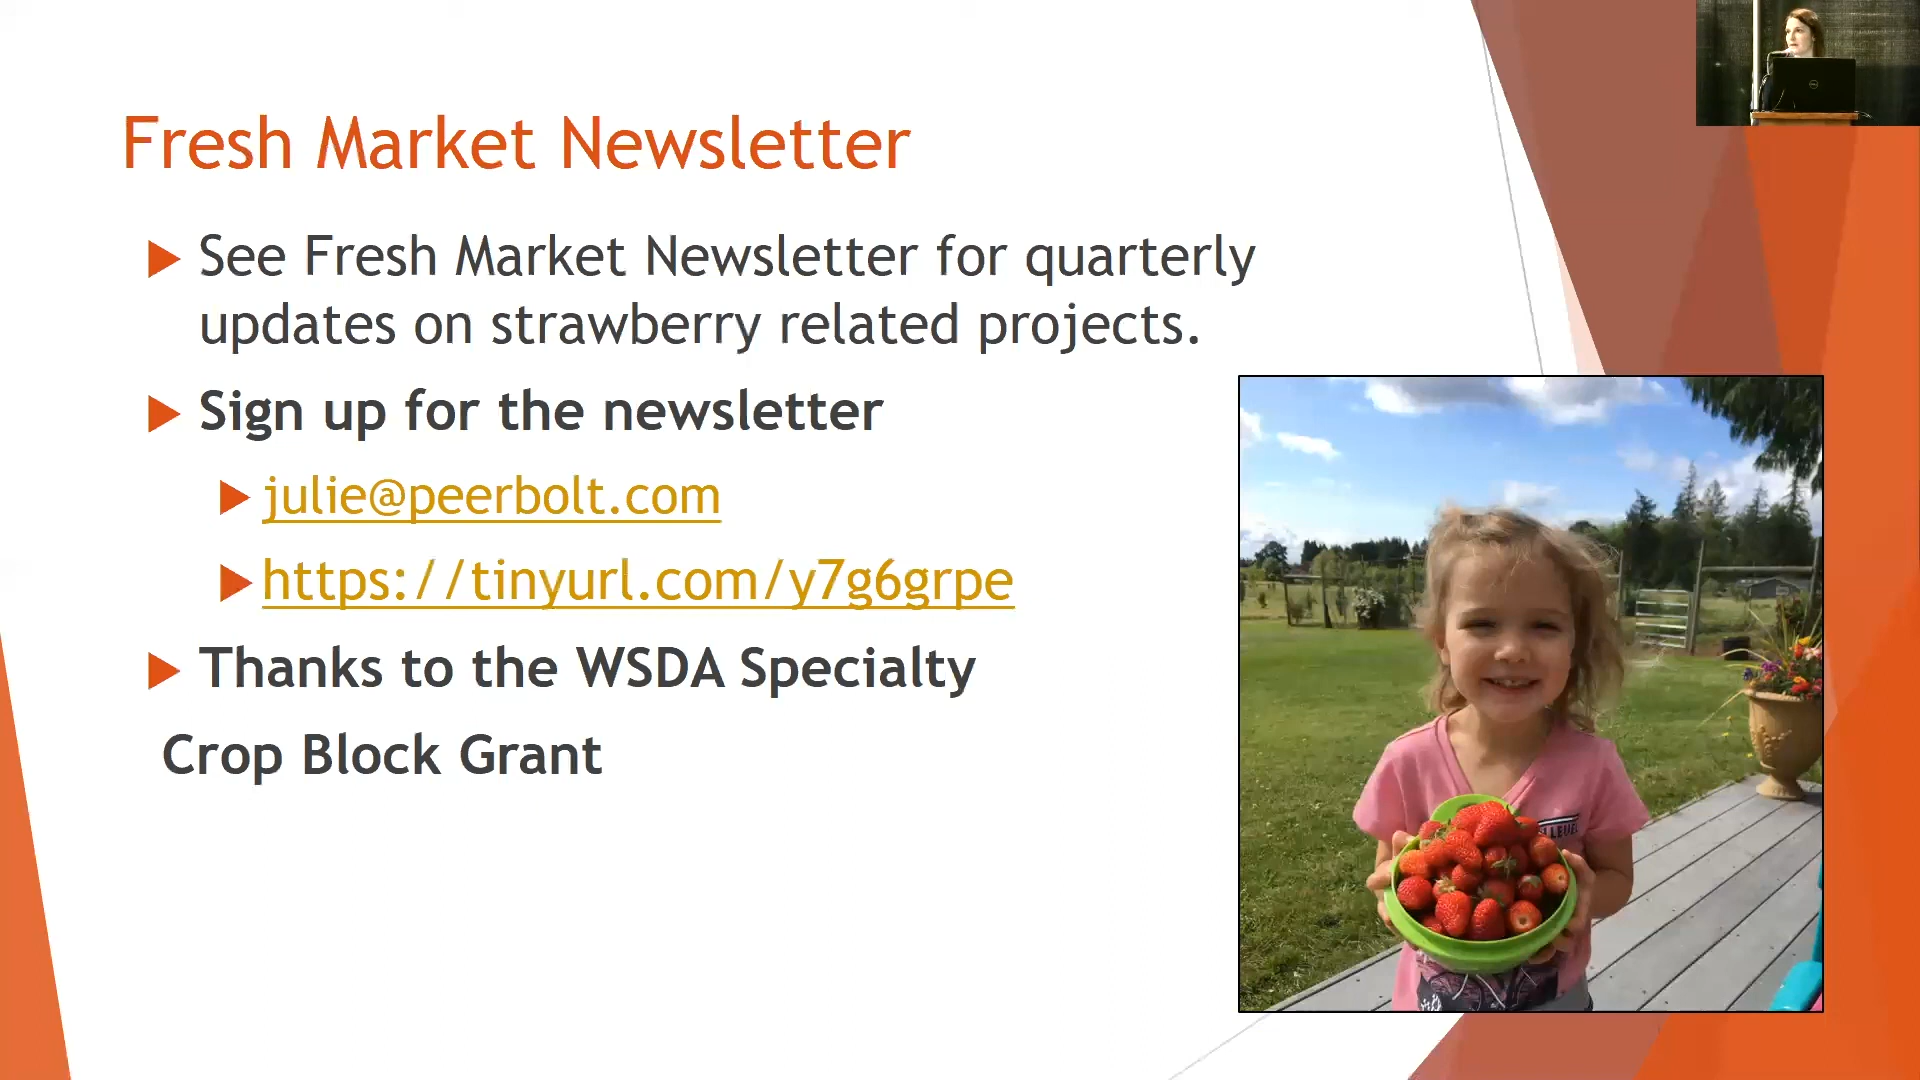 Fresh Market Newsletter
See Fresh Market Newsletter for quarterly
updates on strawberry related projects.
Sign up for the newsletter
julie@peerbolt.com
https://tinyurl.com/y7g6grpe
Thanks to the WSDA Specialty
Crop Block Grant